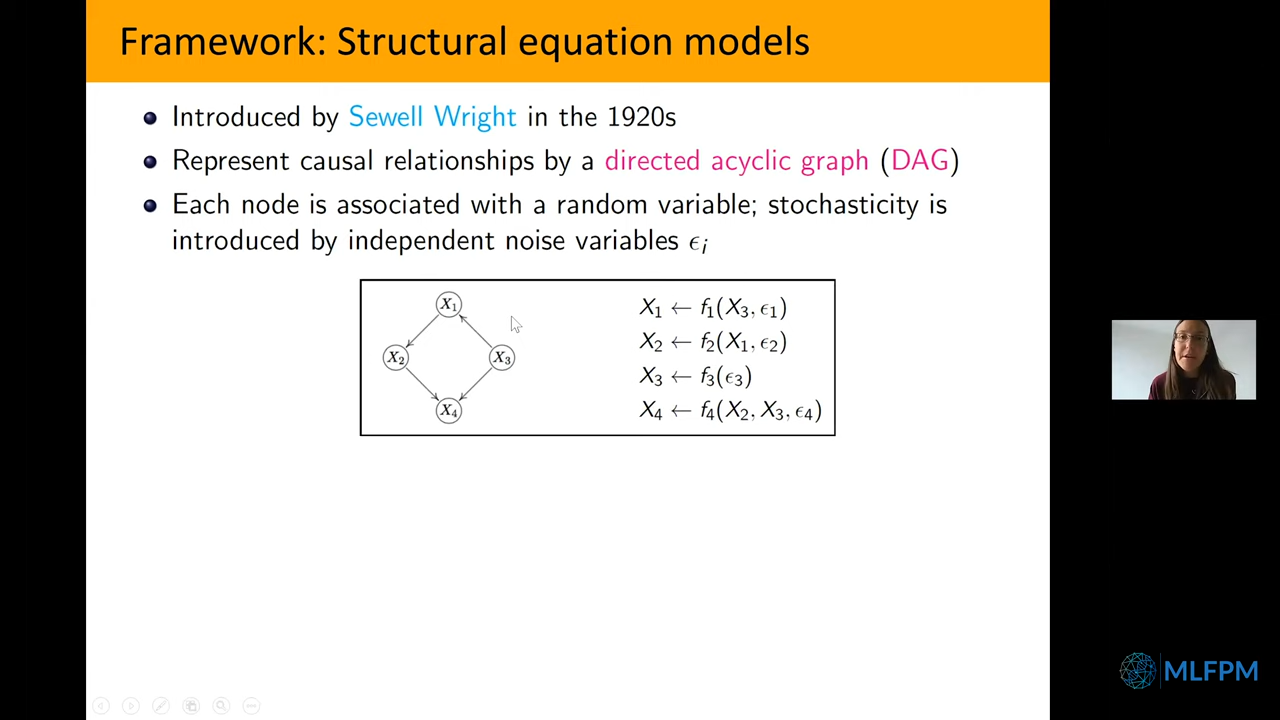 Framework: Structural equation models
Introduced by Sewell Wright in the 1920s
Represent causal relationships by a directed acyclic graph (DAG)
Each node is associated with a random variable; stochasticity is
introduced by independent noise variables ϵᵢ
X₁
X₂
X₃
X₄
X₁ ← f₁(X₃, ϵ₁)
X₂ ← f₂(X₁, ϵ₂)
X₃ ← f₃(ϵ₃)
X₄ ← f₄(X₂, X₃, ϵ₄)
MLFPM